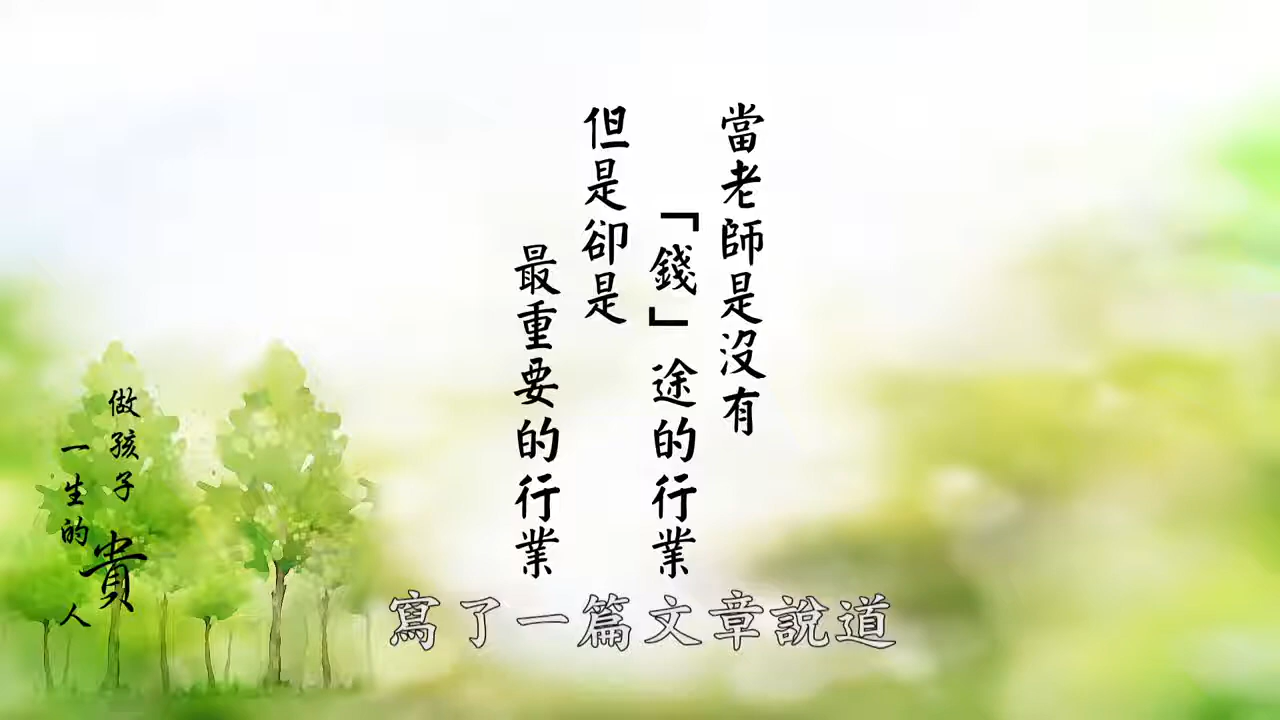 當老師是沒有
「錢」途的行業
但是卻是
最重要的行業
做孩子
一生的
貴人
寫了一篇文章說道